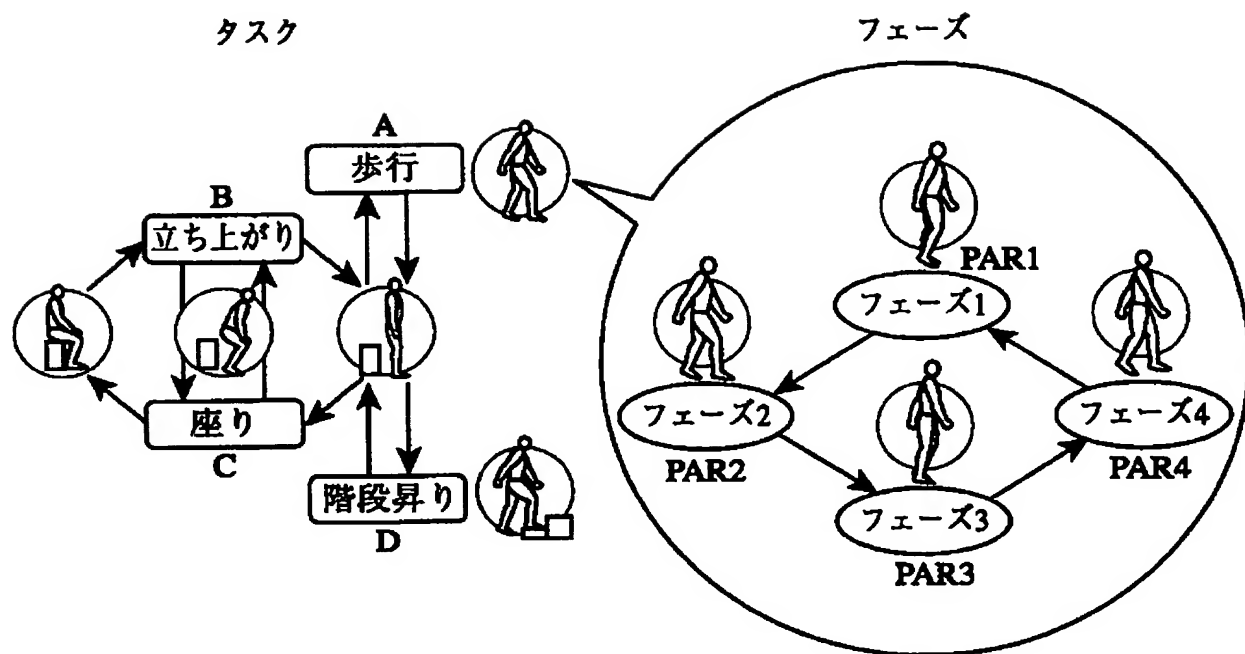 タスク
フェーズ
A
歩行
B
立ち上がり
座り
C
階段昇り
D
PAR1
フェーズ1
フェーズ2
PAR2
フェーズ3
PAR3
フェーズ4
PAR4